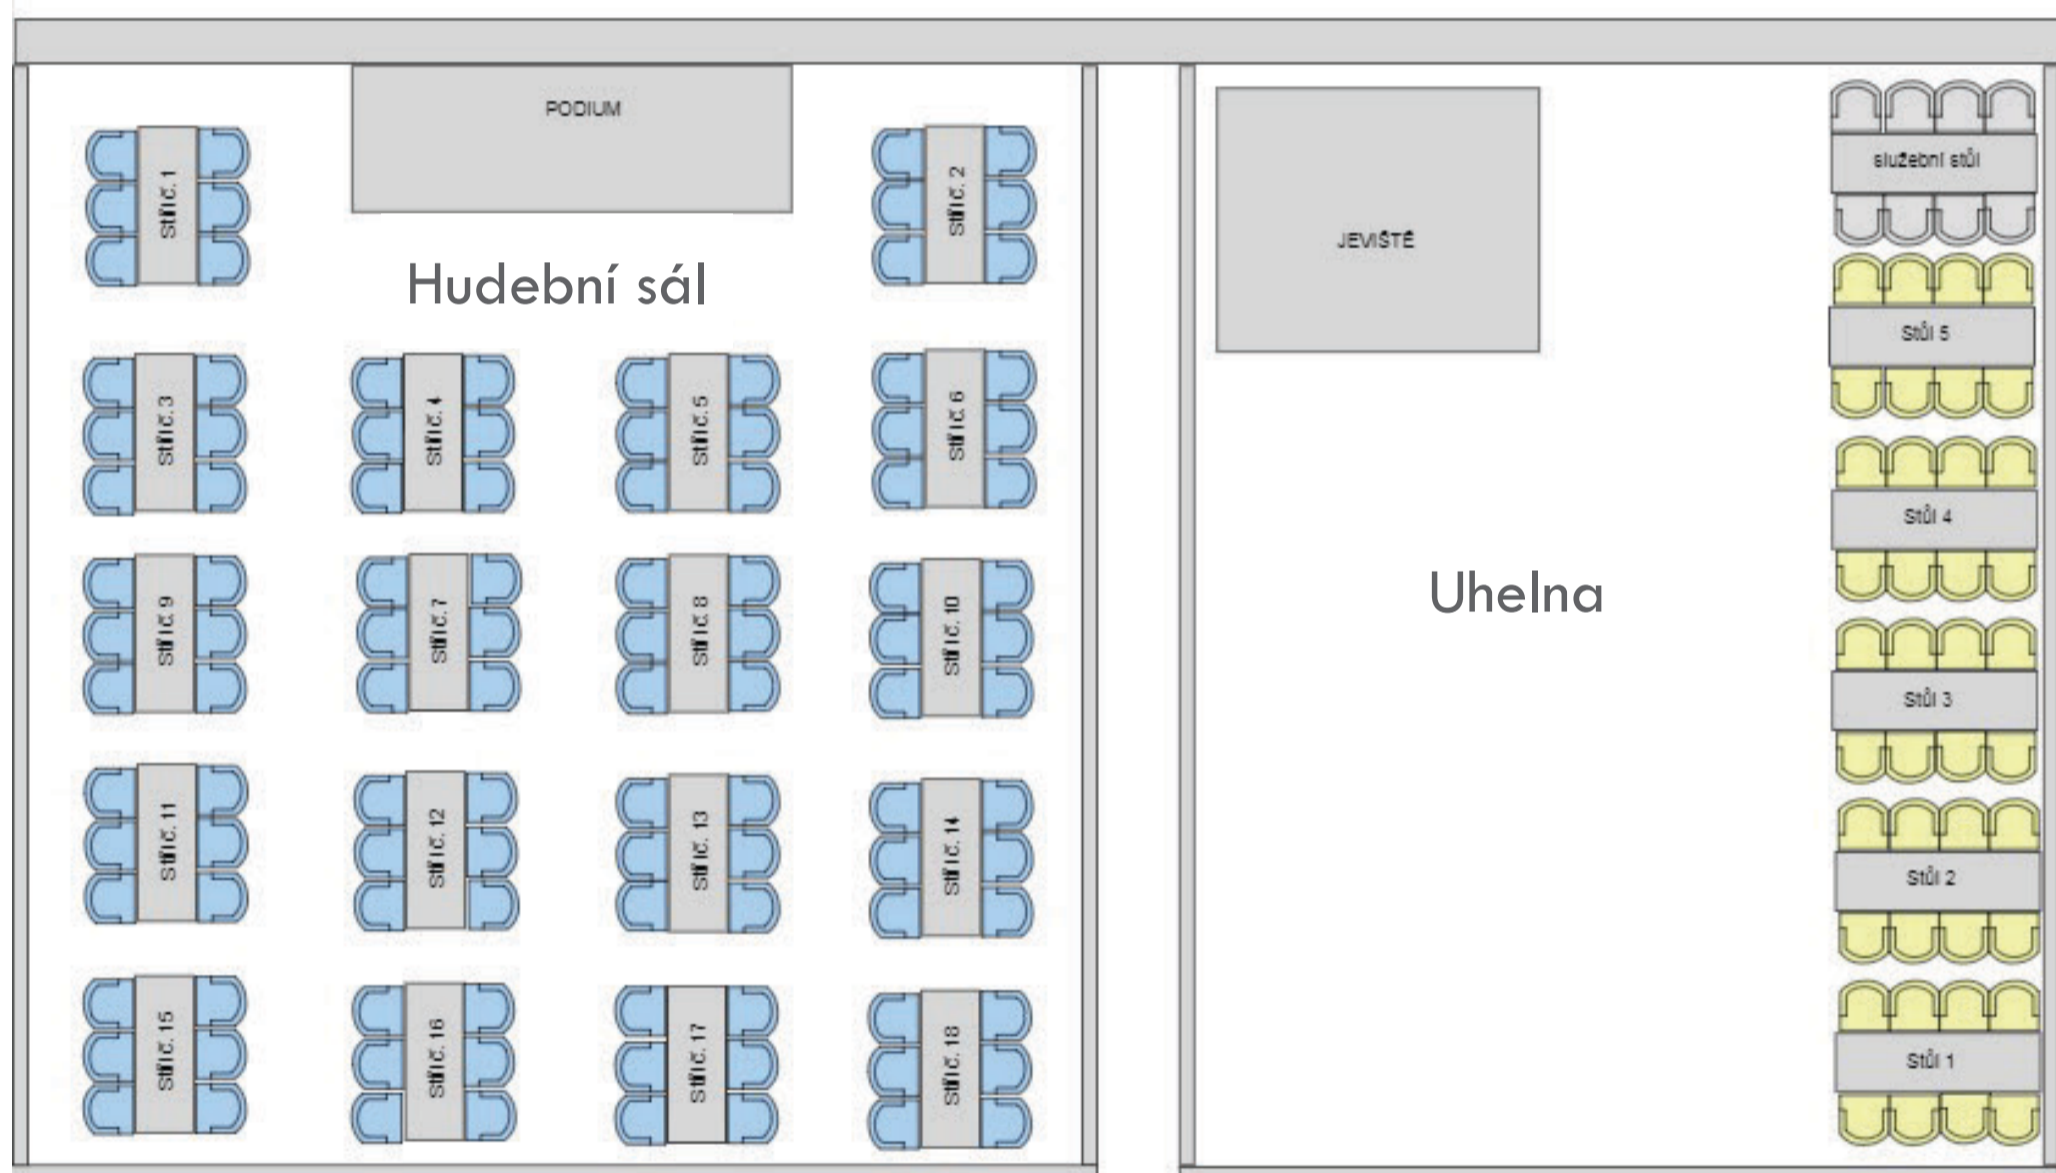 PODIUM
služební stůl
Stůl č. 1
Stůl č. 2
JEVIŠTĚ
Hudební sál
Stůl 5
Stůl č. 3
Stůl č. 4
Stůl č. 5
Stůl č. 6
Stůl 4
Uhelna
Stůl č. 9
Stůl č. 7
Stůl č. 8
Stůl č. 10
Stůl 3
Stůl č. 11
Stůl č. 12
Stůl č. 13
Stůl č. 14
Stůl 2
Stůl č. 15
Stůl č. 16
Stůl č. 17
Stůl č. 18
Stůl 1